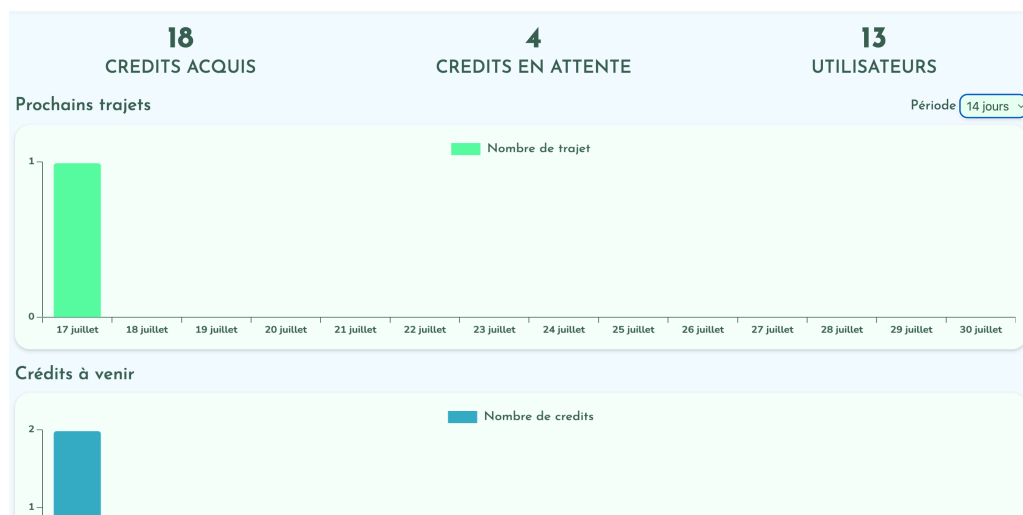 18 4 13
CREDITS ACQUIS CREDITS EN ATTENTE UTILISATEURS
Prochains trajets Période 14 jours
Nombre de trajet
1
0
17 juillet 18 juillet 19 juillet 20 juillet 21 juillet 22 juillet 23 juillet 24 juillet 25 juillet 26 juillet 27 juillet 28 juillet 29 juillet 30 juillet
Crédits à venir
Nombre de credits
2
1